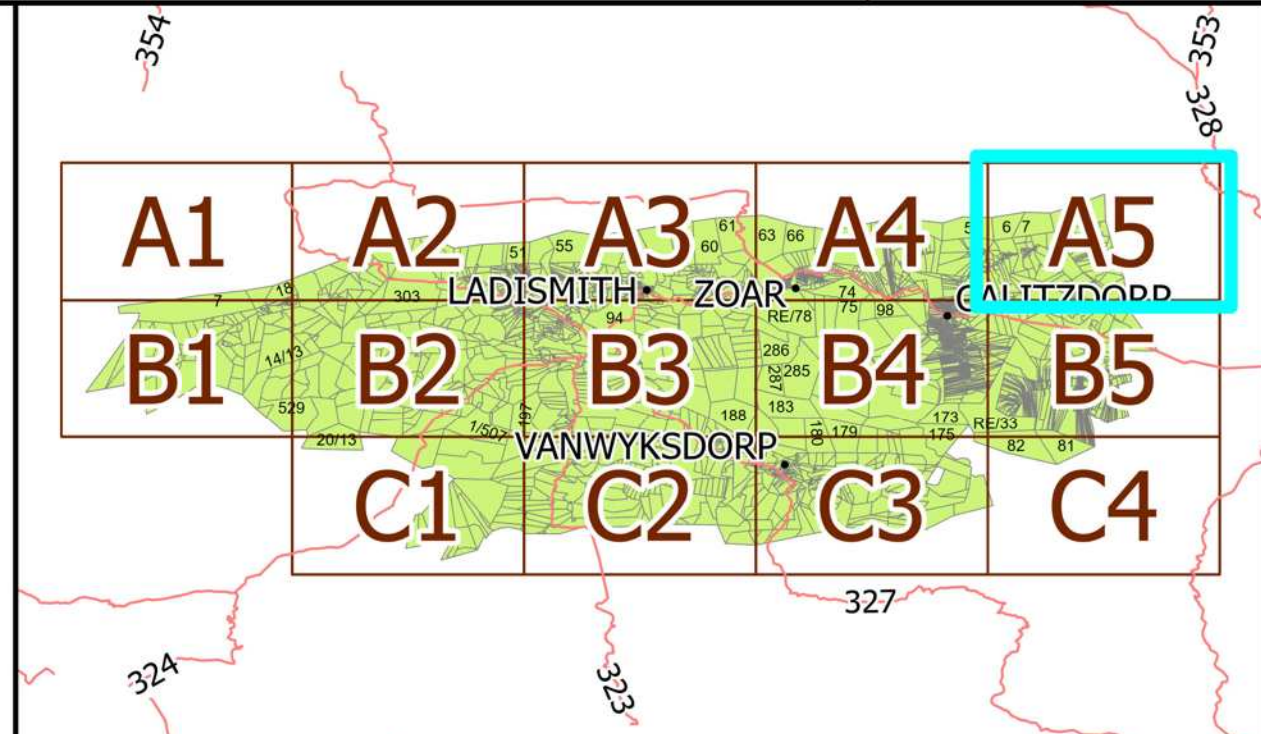 354
353
328
A1
A2
A3
A4
A5
51
55
60
61
63
66
5
6
7
7
18
303
LADISMITH
ZOAR
CALITZDORP
94
RE/78
74
75
98
B1
B2
B3
B4
B5
14/13
529
20/13
1/507
197
188
286
287
285
183
180
179
173
175
RE/33
82
81
VANWYKSDORP
C1
C2
C3
C4
327
324
323